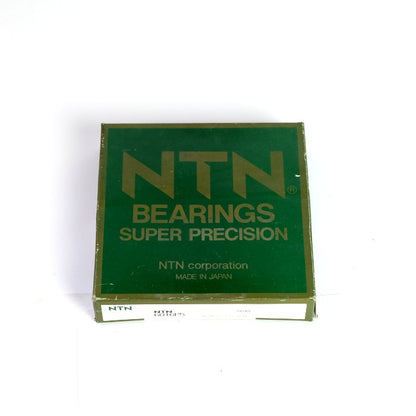 NTN®
BEARINGS
SUPER PRECISION
NTN corporation
MADE IN JAPAN
NTN NTN